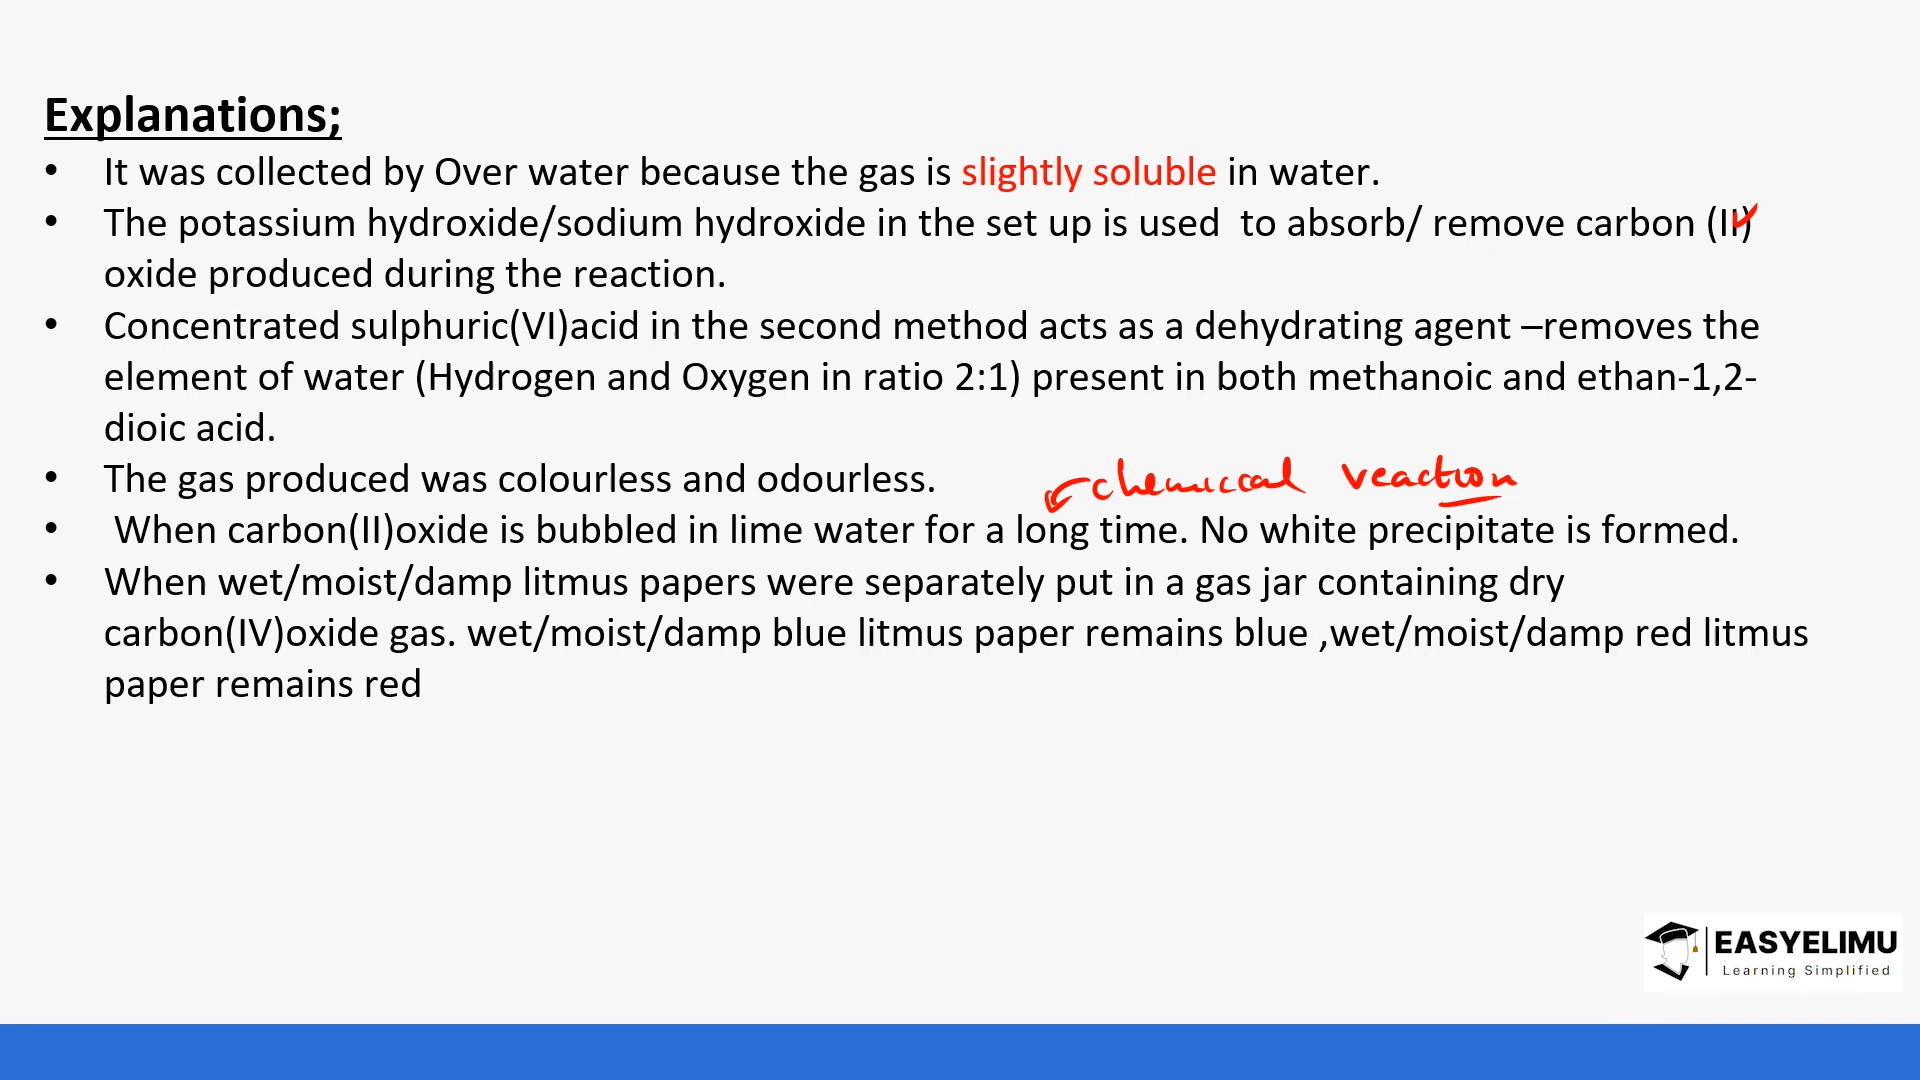 Explanations;
• It was collected by Over water because the gas is slightly soluble in water.
• The potassium hydroxide/sodium hydroxide in the set up is used  to absorb/ remove carbon (II)
oxide produced during the reaction.
• Concentrated sulphuric(VI)acid in the second method acts as a dehydrating agent –removes the
element of water (Hydrogen and Oxygen in ratio 2:1) present in both methanoic and ethan-1,2-
dioic acid.
• The gas produced was colourless and odourless.
chemical reaction
• When carbon(II)oxide is bubbled in lime water for a long time. No white precipitate is formed.
• When wet/moist/damp litmus papers were separately put in a gas jar containing dry
carbon(IV)oxide gas. wet/moist/damp blue litmus paper remains blue ,wet/moist/damp red litmus
paper remains red
EASYELIMU
Learning Simplified